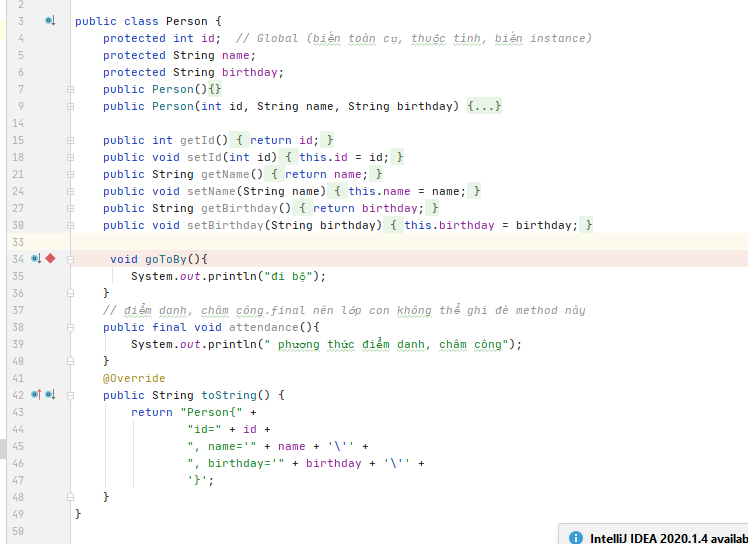 2
3 public class Person {
4 protected int id; // Global (biến toàn cụ, thuộc tính, biến instance)
5 protected String name;
6 protected String birthday;
7 public Person(){}
9 public Person(int id, String name, String birthday) {...}
14
15 public int getId() { return id; }
18 public void setId(int id) { this.id = id; }
21 public String getName() { return name; }
24 public void setName(String name) { this.name = name; }
27 public String getBirthday() { return birthday; }
30 public void setBirthday(String birthday) { this.birthday = birthday; }
33
34 void goToBy(){
35 System.out.println("đi bộ");
36 }
37 // điểm danh, chấm công.final nên lớp con không thể ghi đè method này
38 public final void attendance(){
39 System.out.println(" phương thức điểm danh, chấm công");
40 }
41 @Override
42 public String toString() {
43 return "Person{" +
44 "id=" + id +
45 ", name='" + name + '\'' +
46 ", birthday='" + birthday + '\'' +
47 '}';
48 }
49 }
50
IntelliJ IDEA 2020.1.4 availab